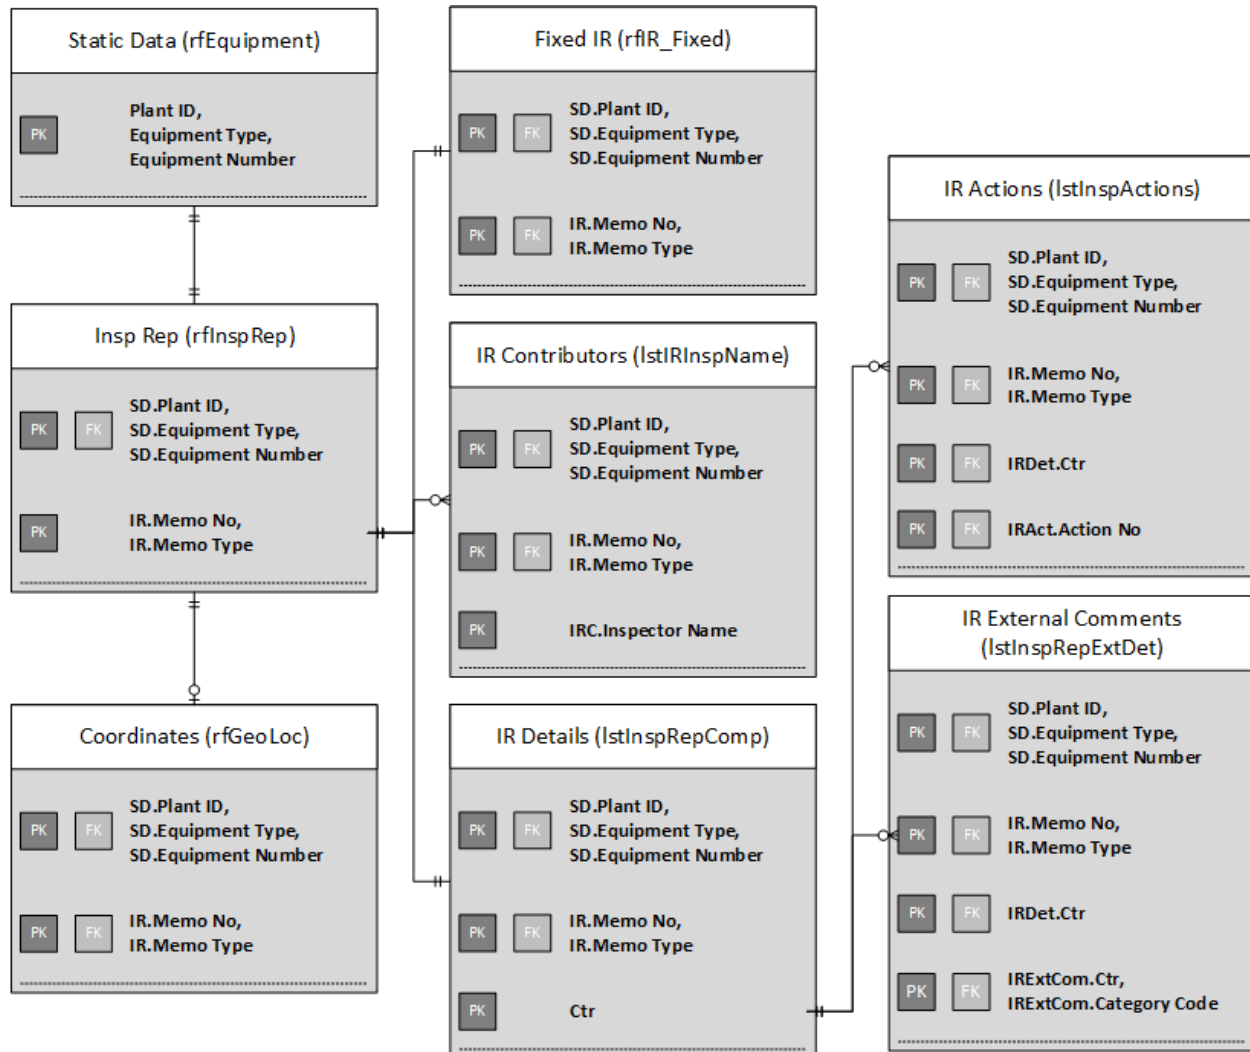 Static Data (rfEquipment)
PK
Plant ID,
Equipment Type,
Equipment Number
Insp Rep (rfInspRep)
PK FK
SD.Plant ID,
SD.Equipment Type,
SD.Equipment Number
PK
IR.Memo No,
IR.Memo Type
Coordinates (rfGeoLoc)
PK FK
SD.Plant ID,
SD.Equipment Type,
SD.Equipment Number
PK FK
IR.Memo No,
IR.Memo Type
Fixed IR (rfIR_Fixed)
PK FK
SD.Plant ID,
SD.Equipment Type,
SD.Equipment Number
PK FK
IR.Memo No,
IR.Memo Type
IR Contributors (lstIRInspName)
PK FK
SD.Plant ID,
SD.Equipment Type,
SD.Equipment Number
PK FK
IR.Memo No,
IR.Memo Type
PK
IRC.Inspector Name
IR Details (lstInspRepComp)
PK FK
SD.Plant ID,
SD.Equipment Type,
SD.Equipment Number
PK FK
IR.Memo No,
IR.Memo Type
PK
Ctr
IR Actions (lstInspActions)
PK FK
SD.Plant ID,
SD.Equipment Type,
SD.Equipment Number
PK FK
IR.Memo No,
IR.Memo Type
PK FK
IRDet.Ctr
PK FK
IRAct.Action No
IR External Comments
(lstInspRepExtDet)
PK FK
SD.Plant ID,
SD.Equipment Type,
SD.Equipment Number
PK FK
IR.Memo No,
IR.Memo Type
PK FK
IRDet.Ctr
PK FK
IRExtCom.Ctr,
IRExtCom.Category Code